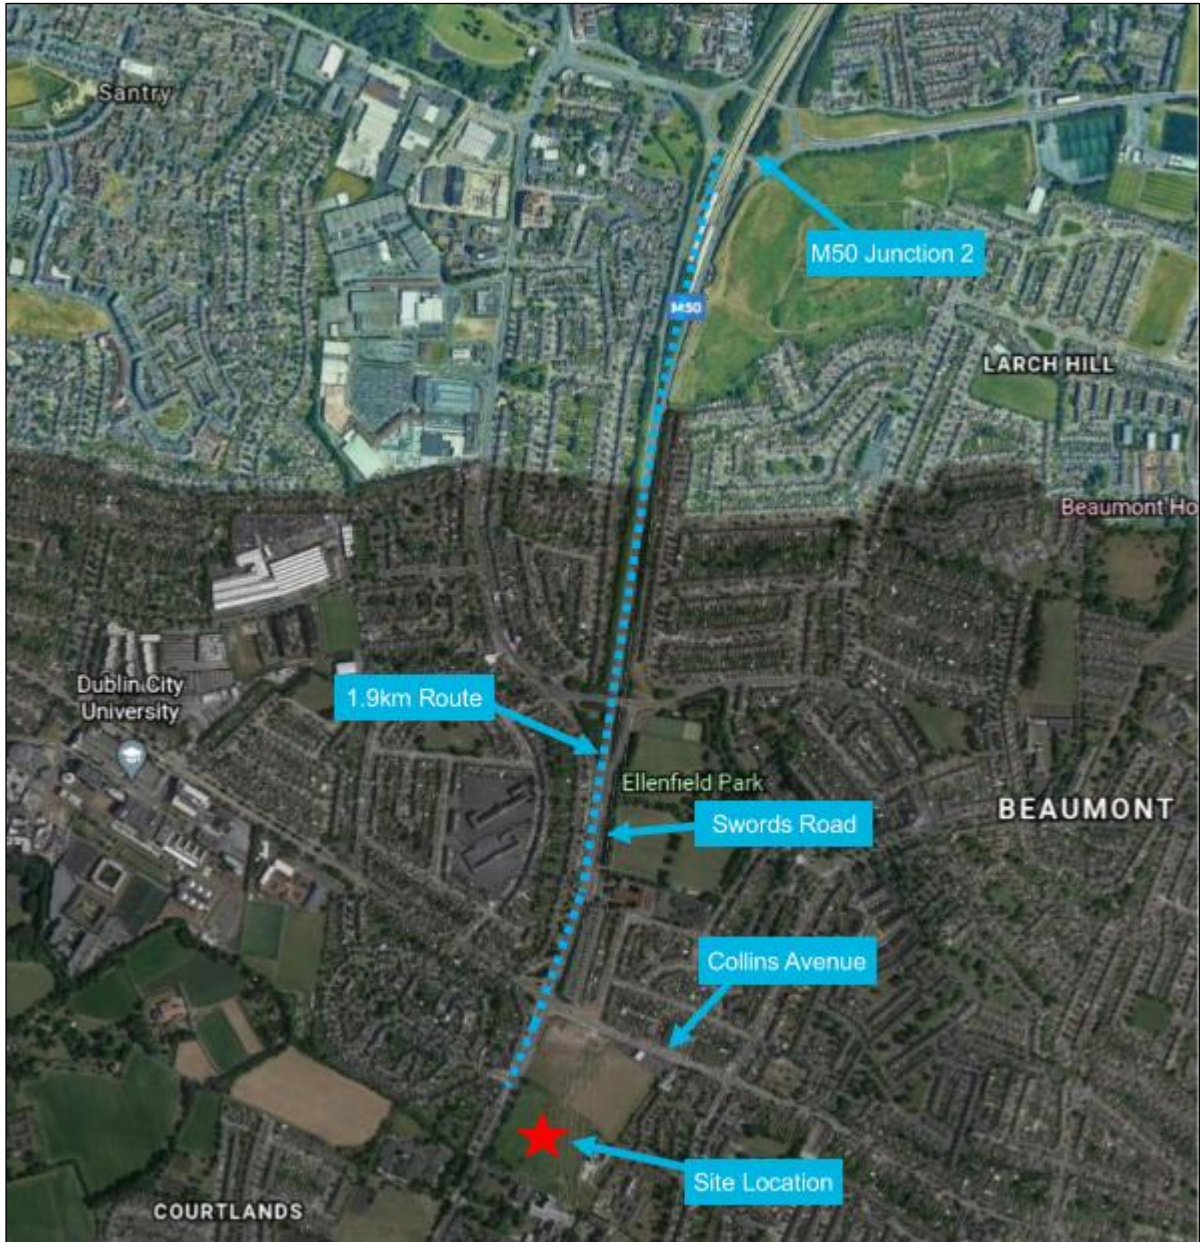 Santry
M50 Junction 2
M50
LARCH HILL
Beaumont Ho
Dublin City
University
1.9km Route
Ellenfield Park
BEAUMONT
Swords Road
Collins Avenue
Site Location
COURTLANDS